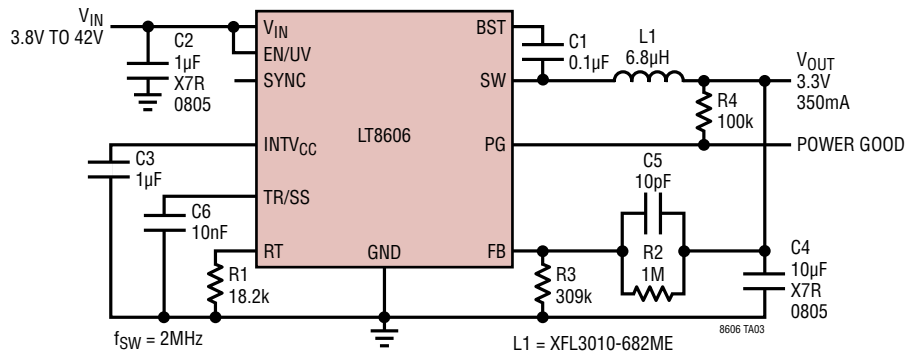 V_IN
3.8V TO 42V
C2
1µF
X7R
0805
V_IN
EN/UV
SYNC
INTV_CC
TR/SS
RT
GND
LT8606
BST
SW
PG
FB
C1
0.1µF
L1
6.8µH
V_OUT
3.3V
350mA
R4
100k
POWER GOOD
C3
1µF
C6
10nF
R1
18.2k
C5
10pF
R2
1M
R3
309k
C4
10µF
X7R
0805
f_SW = 2MHz
L1 = XFL3010-682ME
8606 TA03